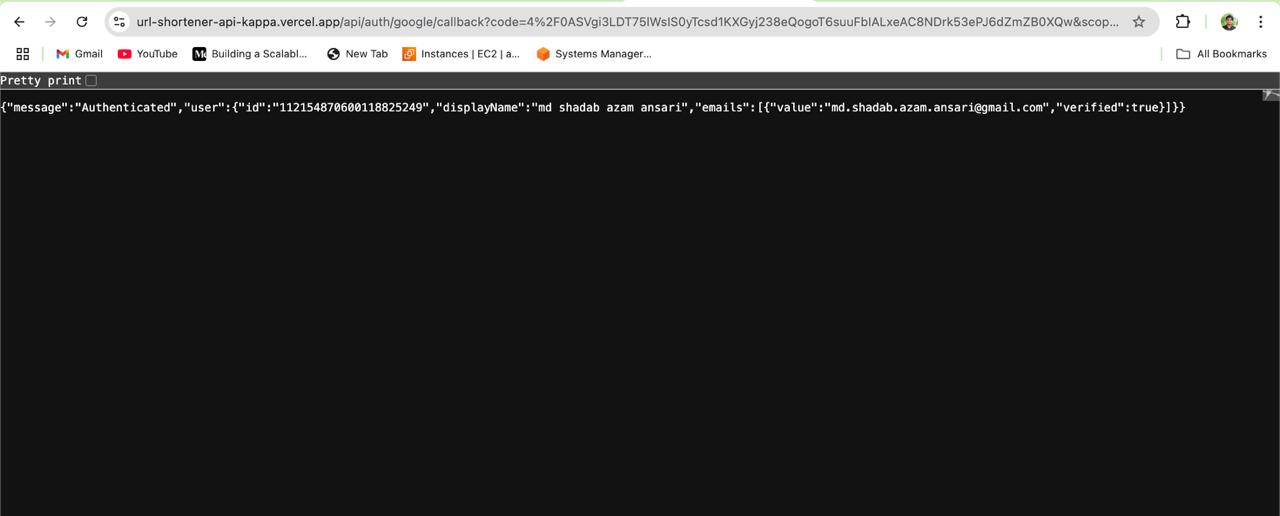 url-shortener-api-kappa.vercel.app/api/auth/google/callback?code=4%2F0ASVgi3LDT75lWslS0yTcsd1KXGyj238eQogoT6suuFblALxeAC8NDrk53ePJ6dZmZB0XQw&scop...
Gmail YouTube Building a Scalabl... New Tab Instances | EC2 | a... Systems Manager... All Bookmarks
Pretty print
{"message":"Authenticated","user":{"id":"112154870600118825249","displayName":"md shadab azam ansari","emails":[{"value":"md.shadab.azam.ansari@gmail.com","verified":true}]}}